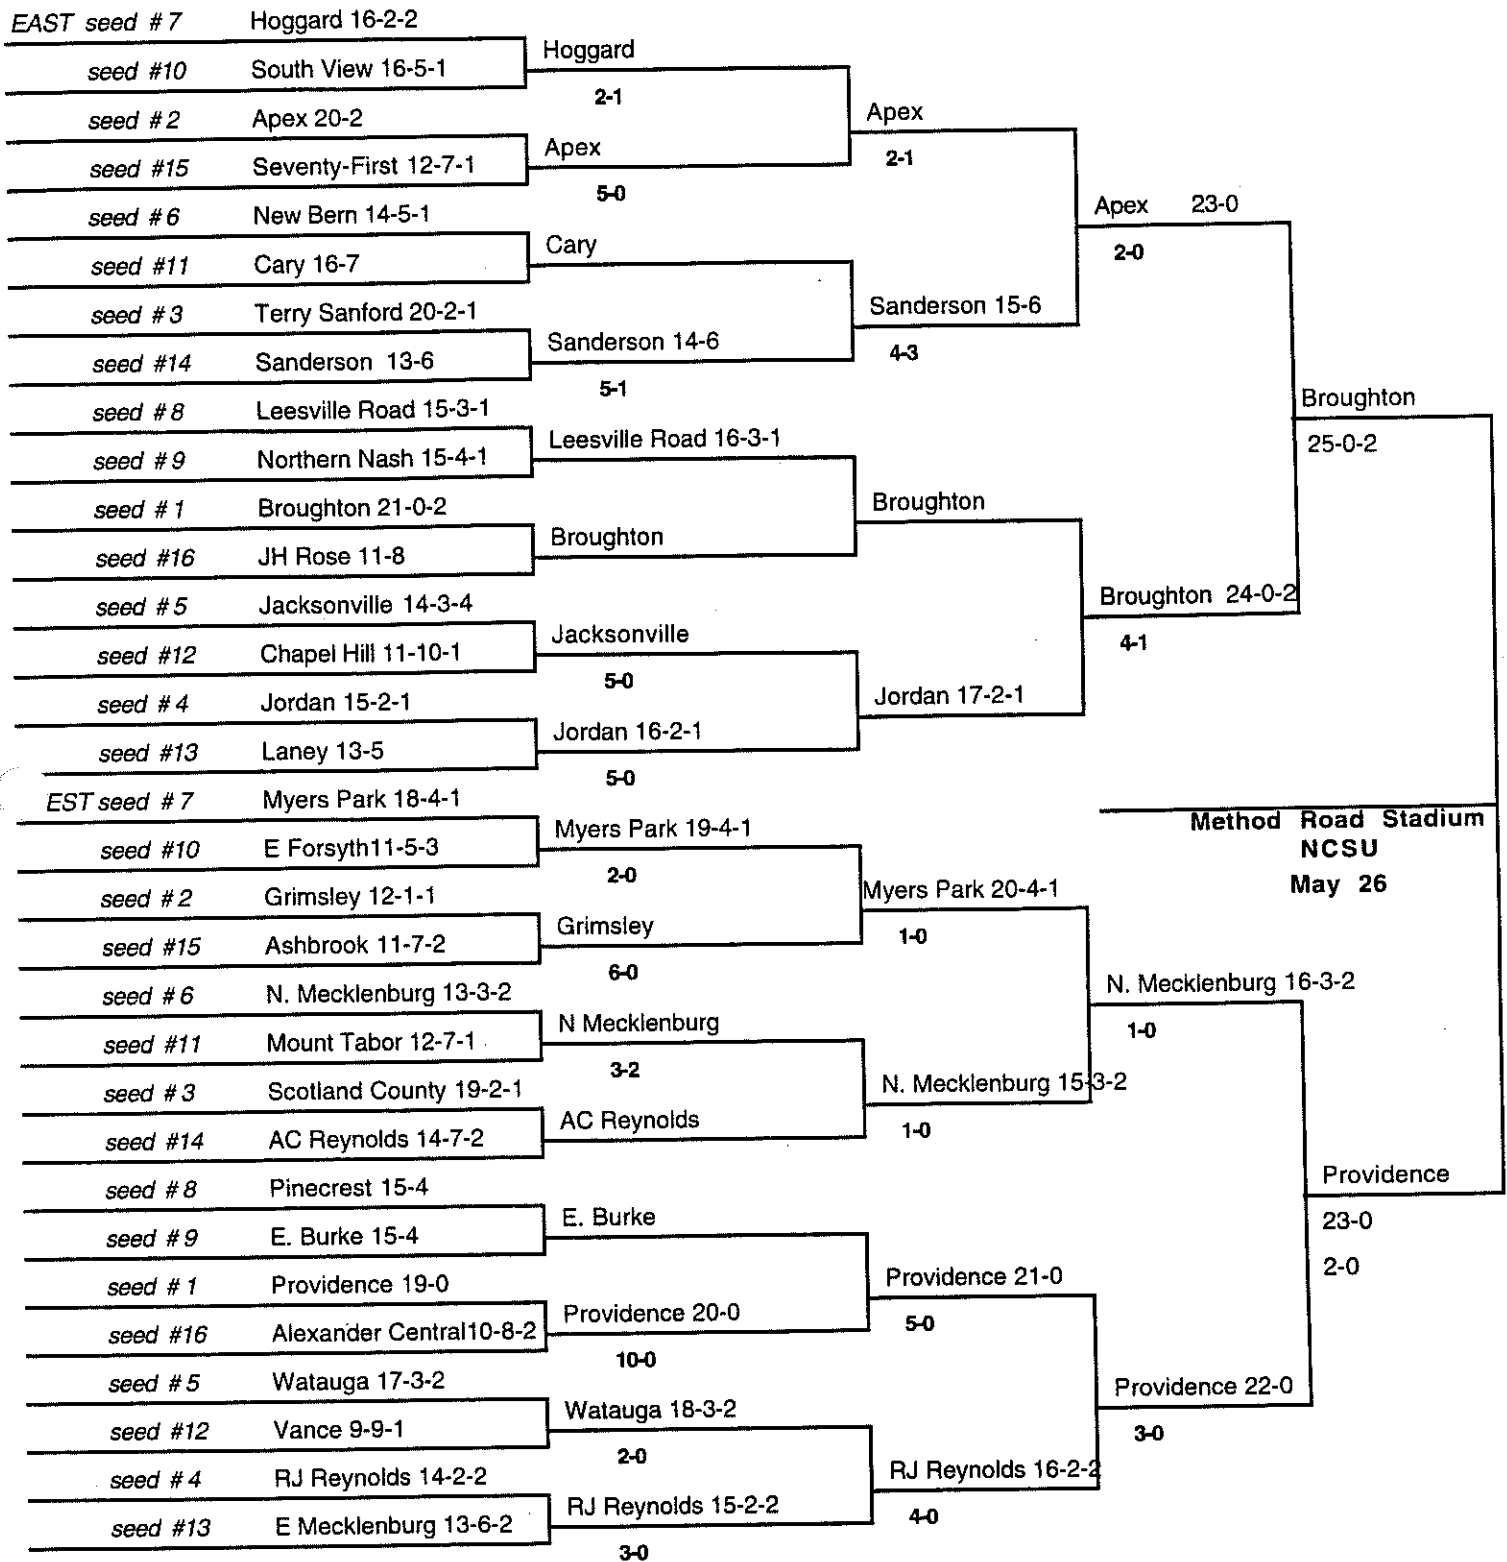 EAST seed # 7 Hoggard 16-2-2
Hoggard
seed #10 South View 16-5-1
2-1
seed # 2 Apex 20-2
Apex
Apex
2-1
seed #15 Seventy-First 12-7-1
5-0
Apex 23-0
seed # 6 New Bern 14-5-1
Cary
2-0
seed #11 Cary 16-7
Sanderson 15-6
seed # 3 Terry Sanford 20-2-1
Sanderson 14-6
4-3
seed #14 Sanderson 13-6
5-1
Broughton
seed # 8 Leesville Road 15-3-1
Leesville Road 16-3-1
25-0-2
seed # 9 Northern Nash 15-4-1
Broughton
seed # 1 Broughton 21-0-2
Broughton
seed #16 JH Rose 11-8
Broughton 24-0-2
seed # 5 Jacksonville 14-3-4
Jacksonville
4-1
seed #12 Chapel Hill 11-10-1
5-0
Jordan 17-2-1
seed # 4 Jordan 15-2-1
Jordan 16-2-1
seed #13 Laney 13-5
5-0
EST seed # 7 Myers Park 18-4-1
Myers Park 19-4-1
Method Road Stadium
NCSU
May 26
seed #10 E Forsyth11-5-3
2-0
Myers Park 20-4-1
seed # 2 Grimsley 12-1-1
Grimsley
1-0
seed #15 Ashbrook 11-7-2
6-0
N. Mecklenburg 16-3-2
seed # 6 N. Mecklenburg 13-3-2
N Mecklenburg
1-0
seed #11 Mount Tabor 12-7-1
3-2
N. Mecklenburg 15-3-2
seed # 3 Scotland County 19-2-1
AC Reynolds
1-0
seed #14 AC Reynolds 14-7-2
Providence
seed # 8 Pinecrest 15-4
E. Burke
23-0
seed # 9 E. Burke 15-4
2-0
Providence 21-0
seed # 1 Providence 19-0
Providence 20-0
5-0
seed #16 Alexander Central10-8-2
10-0
Providence 22-0
seed # 5 Watauga 17-3-2
Watauga 18-3-2
3-0
seed #12 Vance 9-9-1
2-0
RJ Reynolds 16-2-2
seed # 4 RJ Reynolds 14-2-2
RJ Reynolds 15-2-2
4-0
seed #13 E Mecklenburg 13-6-2
3-0